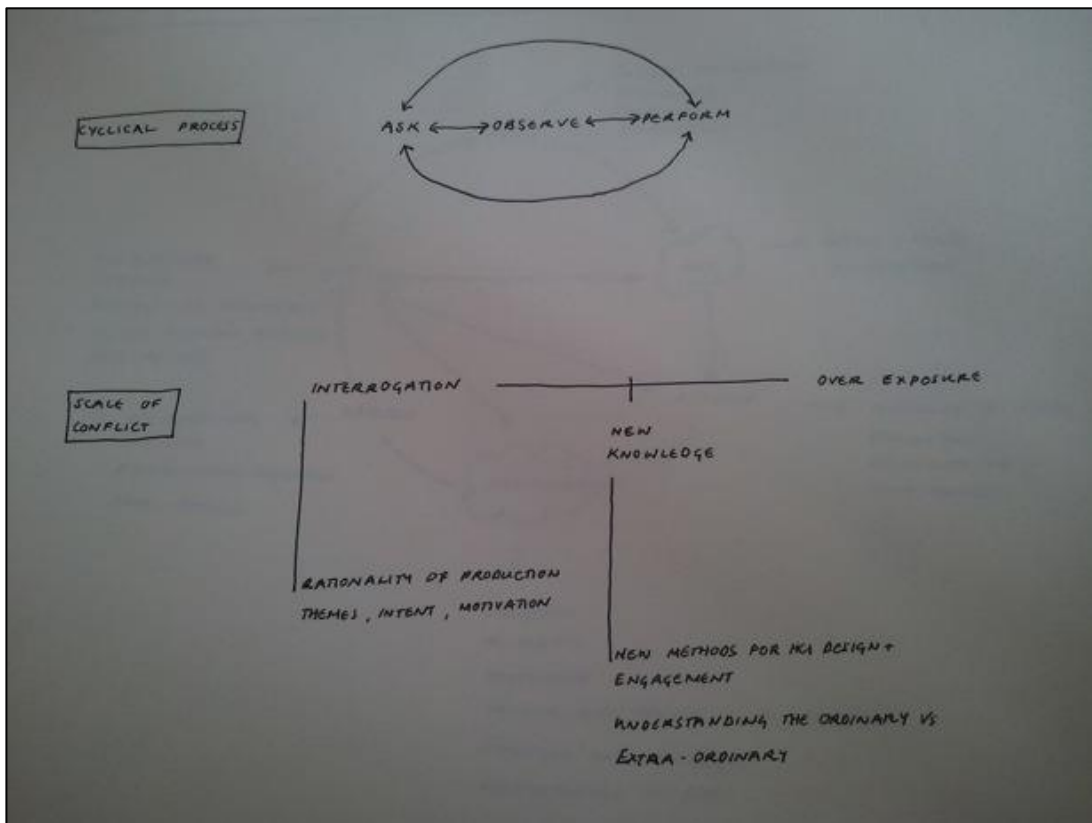 CYCLICAL PROCESS
ASK OBSERVE PERFORM
SCALE OF
CONFLICT
INTERROGATION
OVER EXPOSURE
NEW
KNOWLEDGE
RATIONALITY OF PRODUCTION
THEMES, INTENT, MOTIVATION
NEW METHODS FOR HCI DESIGN +
ENGAGEMENT
UNDERSTANDING THE ORDINARY VS
EXTRA-ORDINARY